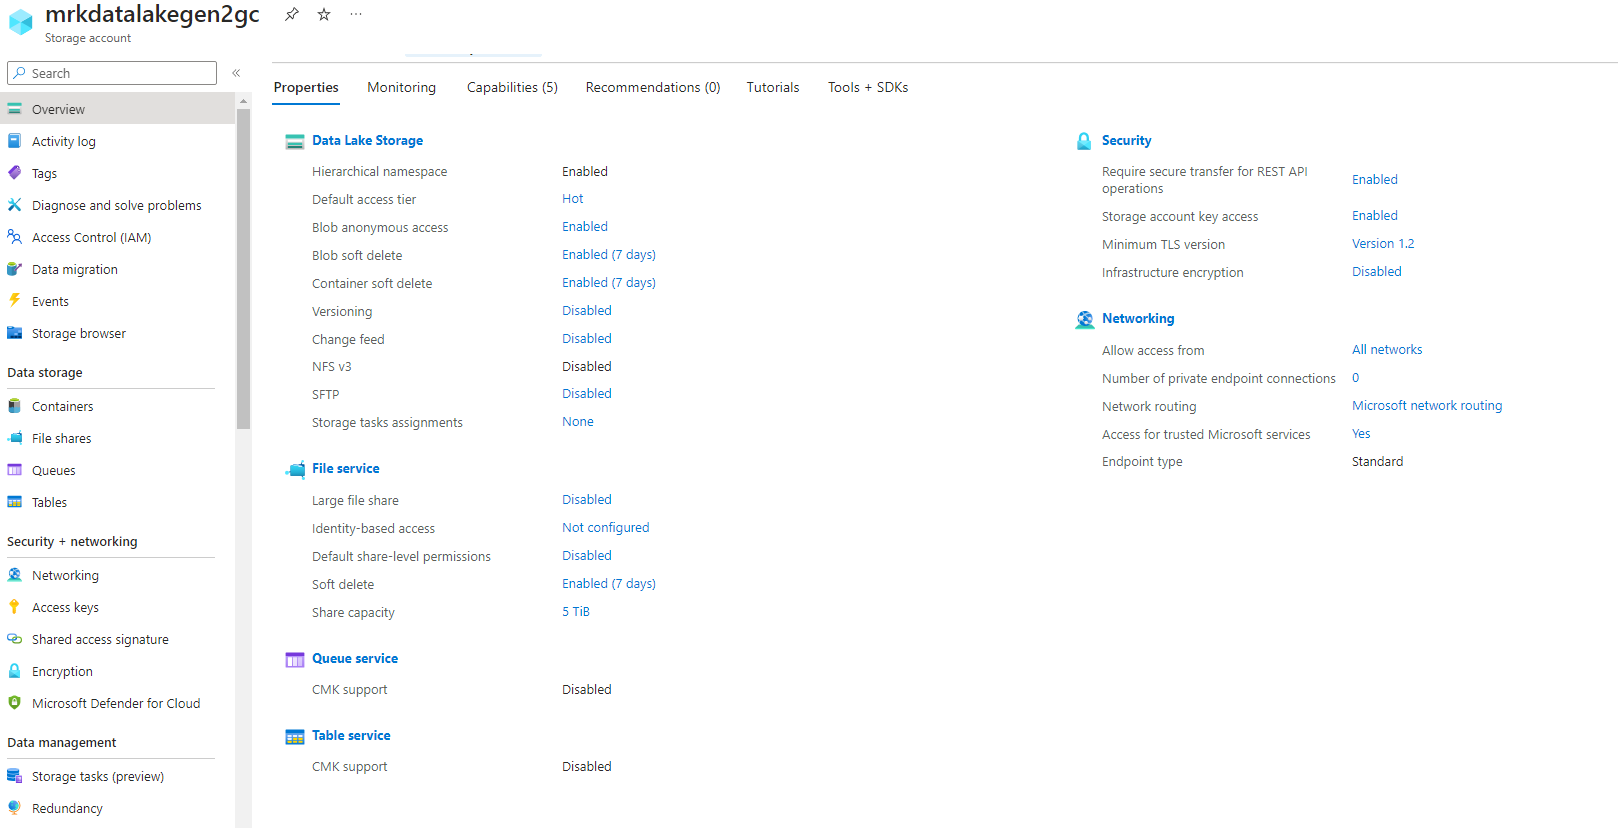 mrkdatalakegen2gc
Storage account
Search
Overview
Activity log
Tags
Diagnose and solve problems
Access Control (IAM)
Data migration
Events
Storage browser
Data storage
Containers
File shares
Queues
Tables
Security + networking
Networking
Access keys
Shared access signature
Encryption
Microsoft Defender for Cloud
Data management
Storage tasks (preview)
Redundancy
Properties Monitoring Capabilities (5) Recommendations (0) Tutorials Tools + SDKs
Data Lake Storage
Hierarchical namespace Enabled
Default access tier Hot
Blob anonymous access Enabled
Blob soft delete Enabled (7 days)
Container soft delete Enabled (7 days)
Versioning Disabled
Change feed Disabled
NFS v3 Disabled
SFTP Disabled
Storage tasks assignments None
File service
Large file share Disabled
Identity-based access Not configured
Default share-level permissions Disabled
Soft delete Enabled (7 days)
Share capacity 5 TiB
Queue service
CMK support Disabled
Table service
CMK support Disabled
Security
Require secure transfer for REST API
operations Enabled
Storage account key access Enabled
Minimum TLS version Version 1.2
Infrastructure encryption Disabled
Networking
Allow access from All networks
Number of private endpoint connections 0
Network routing Microsoft network routing
Access for trusted Microsoft services Yes
Endpoint type Standard